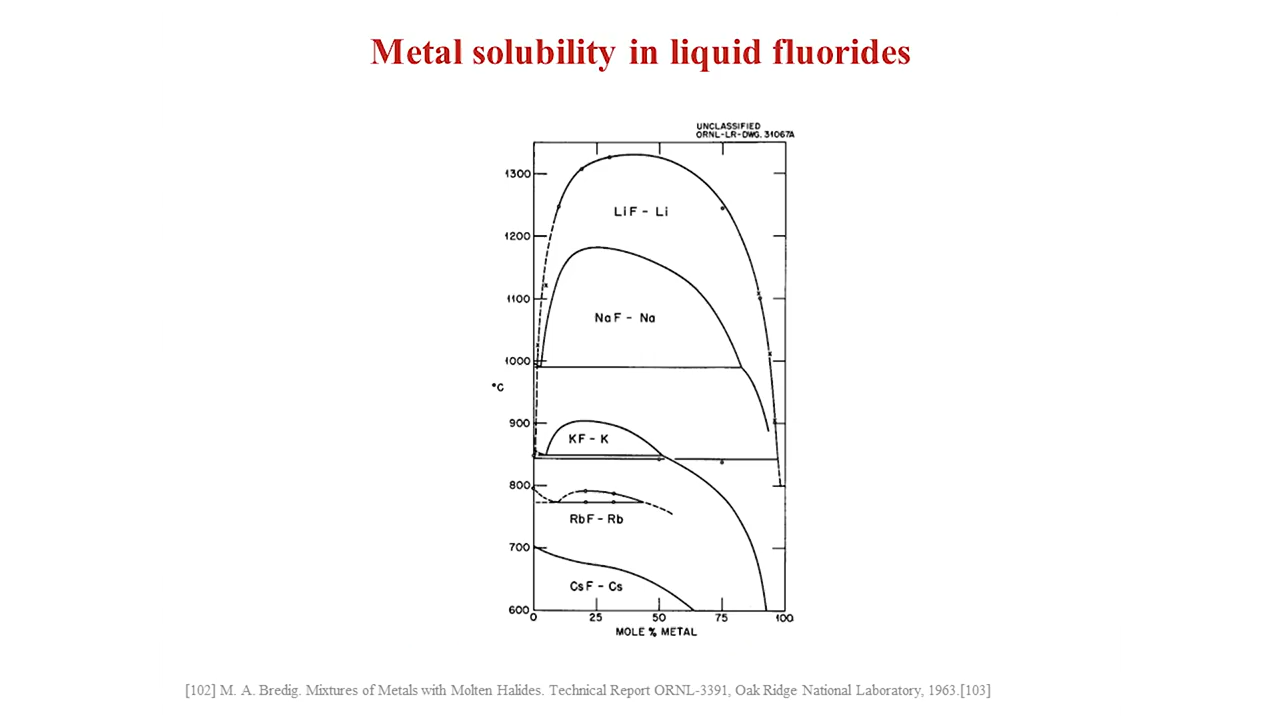 Metal solubility in liquid fluorides
UNCLASSIFIED
ORNL-LR-DWG. 31067A
1300
LiF - Li
1200
1100
NaF - Na
1000
°C
900
KF - K
800
RbF - Rb
700
CsF - Cs
600
0 25 50 75 100
MOLE % METAL
[102] M. A. Bredig. Mixtures of Metals with Molten Halides. Technical Report ORNL-3391, Oak Ridge National Laboratory, 1963.[103]